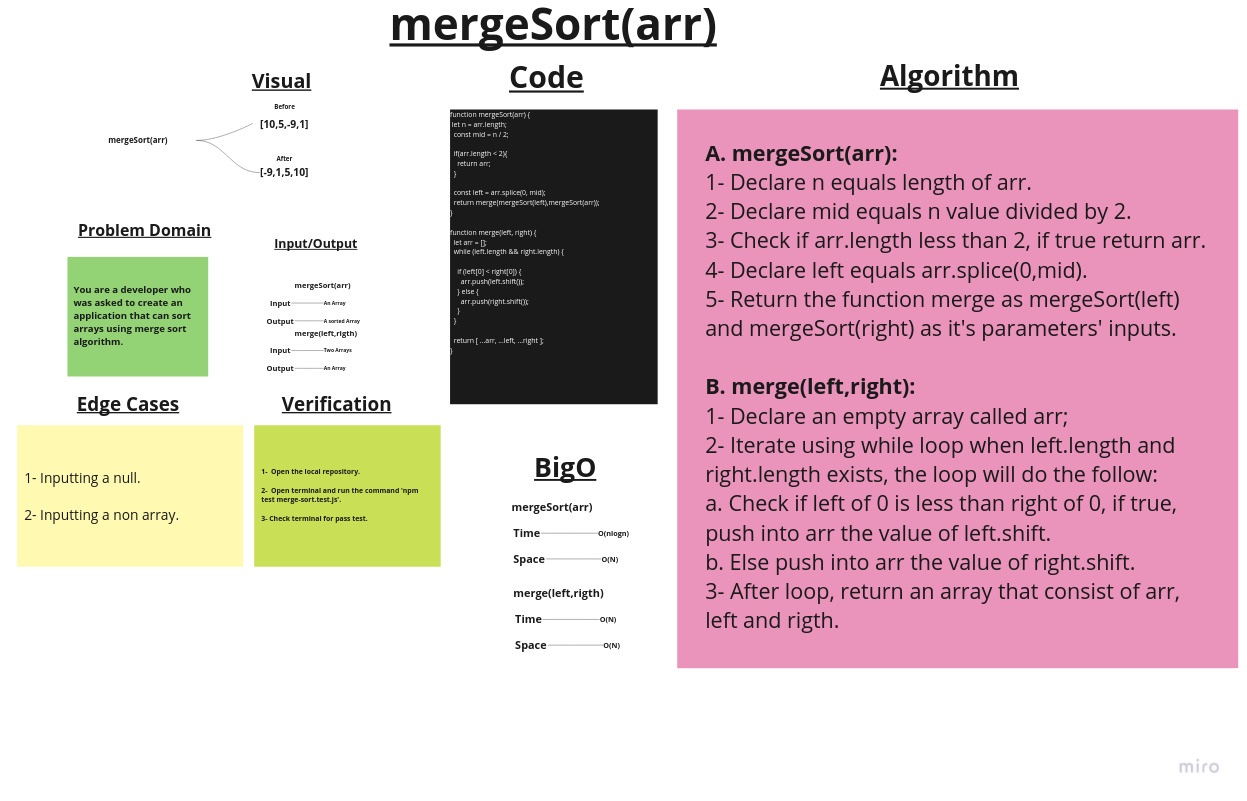 mergeSort(arr)
Visual
Before
[10,5,-9,1]
mergeSort(arr)
After
[-9,1,5,10]
Problem Domain
You are a developer who
was asked to create an
application that can sort
arrays using merge sort
algorithm.
Input/Output
mergeSort(arr)
Input An Array
Output A sorted Array
merge(left,rigth)
Input Two Arrays
Output An Array
Edge Cases
1- Inputting a null.
2- Inputting a non array.
Verification
1- Open the local repository.
2- Open terminal and run the command 'npm
test merge-sort.test.js'.
3- Check terminal for pass test.
Code
function mergeSort(arr) {
let n = arr.length;
const mid = n / 2;
if(arr.length < 2){
return arr;
}
const left = arr.splice(0, mid);
return merge(mergeSort(left),mergeSort(arr));
}
function merge(left, right) {
let arr = [];
while (left.length && right.length) {
if (left[0] < right[0]) {
arr.push(left.shift());
} else {
arr.push(right.shift());
}
}
return [ ...arr, ...left, ...right ];
}
BigO
mergeSort(arr)
Time O(nlogn)
Space O(N)
merge(left,rigth)
Time O(N)
Space O(N)
Algorithm
A. mergeSort(arr):
1- Declare n equals length of arr.
2- Declare mid equals n value divided by 2.
3- Check if arr.length less than 2, if true return arr.
4- Declare left equals arr.splice(0,mid).
5- Return the function merge as mergeSort(left)
and mergeSort(right) as it's parameters' inputs.
B. merge(left,right):
1- Declare an empty array called arr;
2- Iterate using while loop when left.length and
right.length exists, the loop will do the follow:
a. Check if left of 0 is less than right of 0, if true,
push into arr the value of left.shift.
b. Else push into arr the value of right.shift.
3- After loop, return an array that consist of arr,
left and rigth.
miro